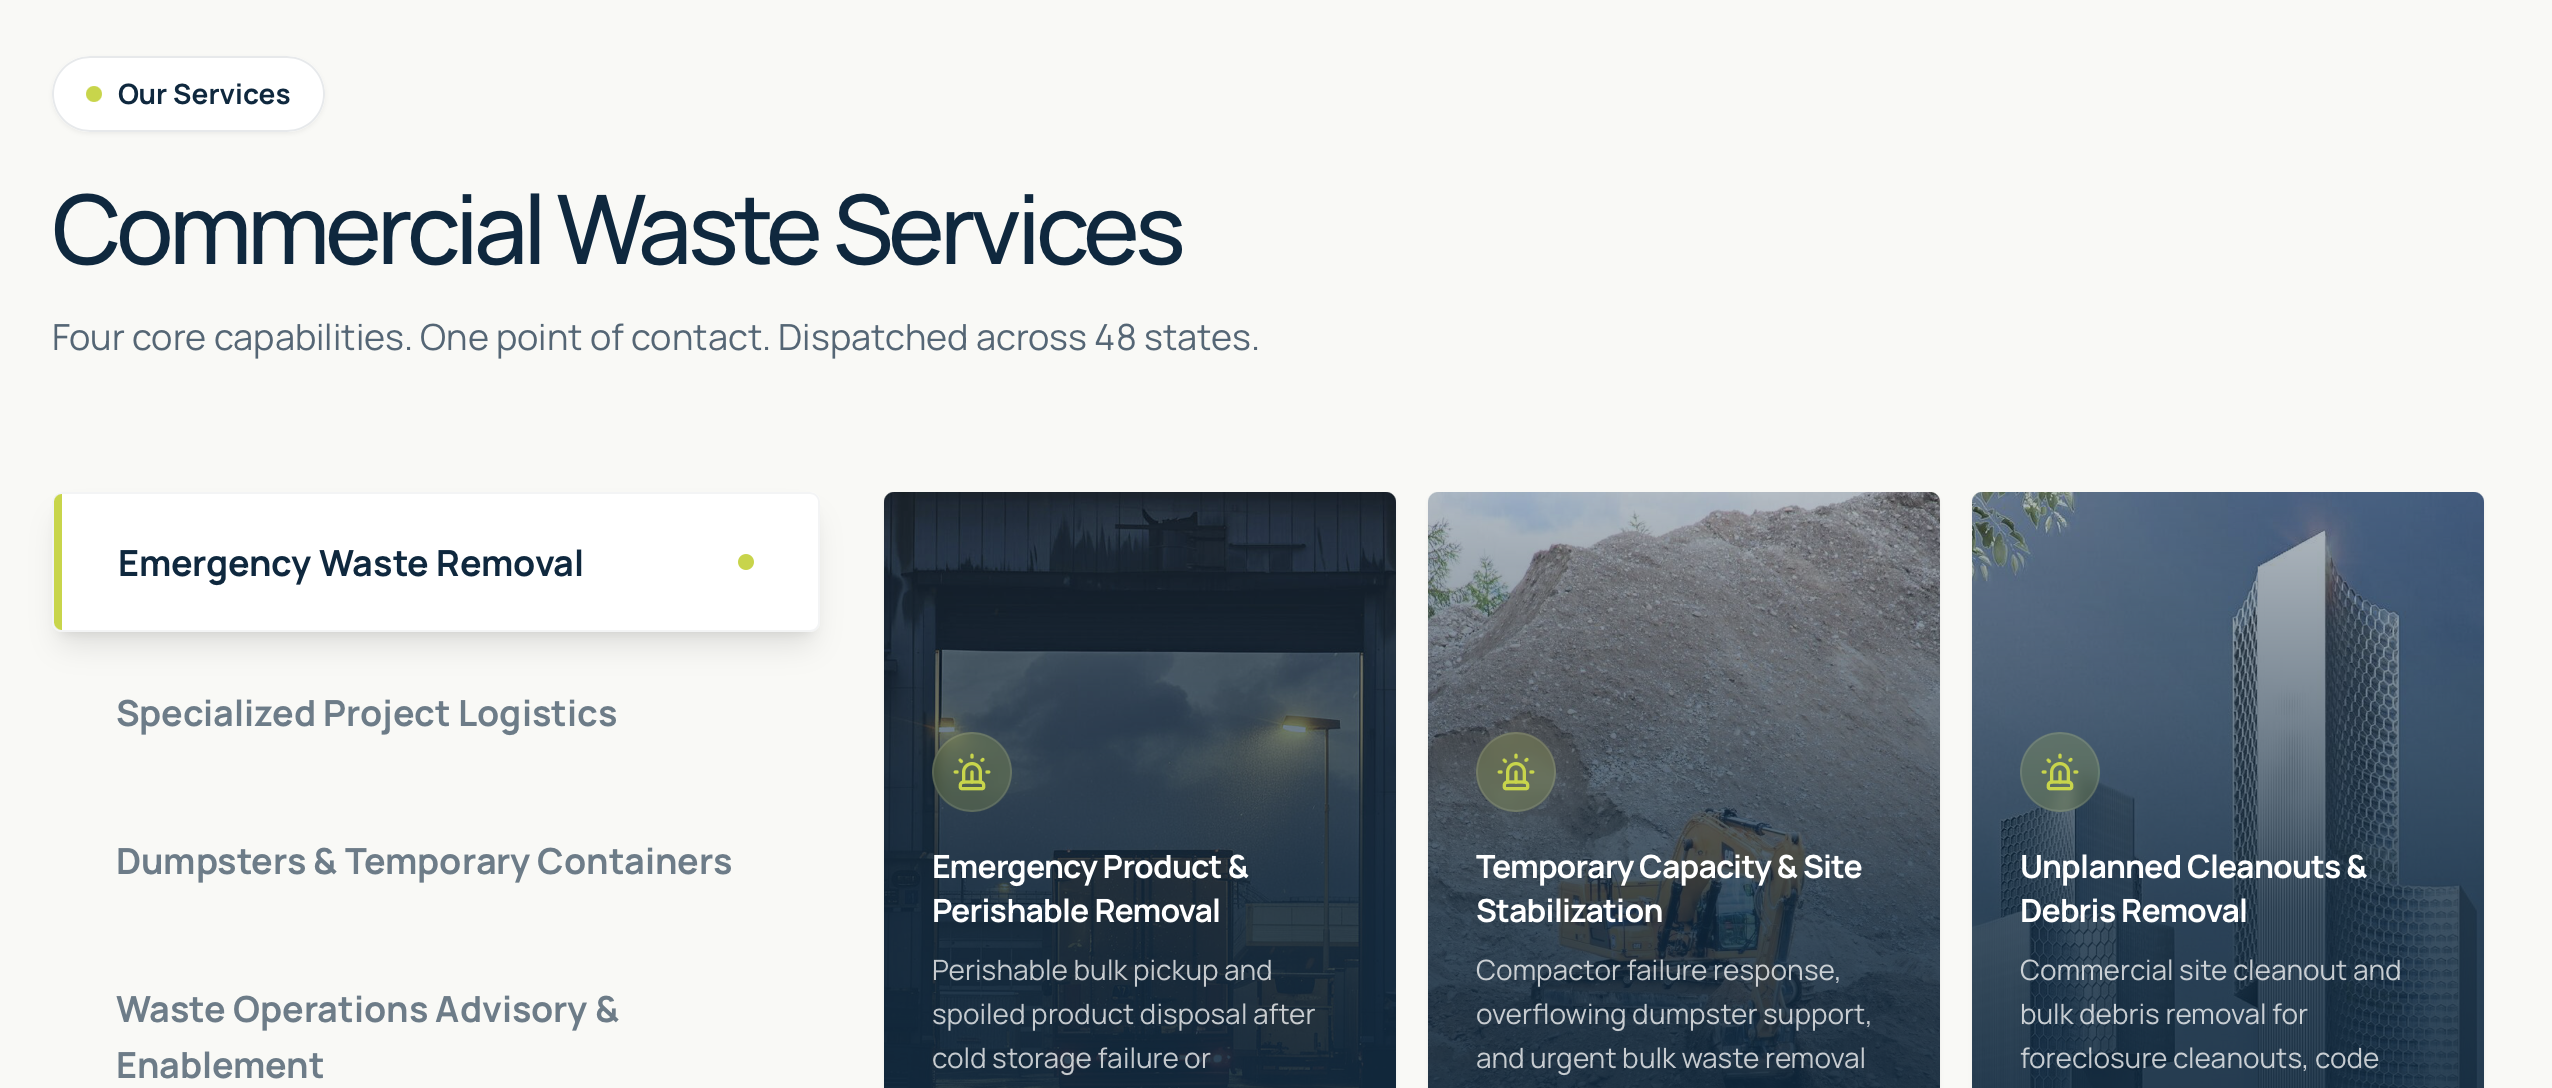 Our Services
Commercial Waste Services
Four core capabilities. One point of contact. Dispatched across 48 states.
Emergency Waste Removal
Specialized Project Logistics
Dumpsters & Temporary Containers
Waste Operations Advisory &
Enablement
Emergency Product &
Perishable Removal
Perishable bulk pickup and
spoiled product disposal after
cold storage failure or
Temporary Capacity & Site
Stabilization
Compactor failure response,
overflowing dumpster support,
and urgent bulk waste removal
Unplanned Cleanouts &
Debris Removal
Commercial site cleanout and
bulk debris removal for
foreclosure cleanouts, code